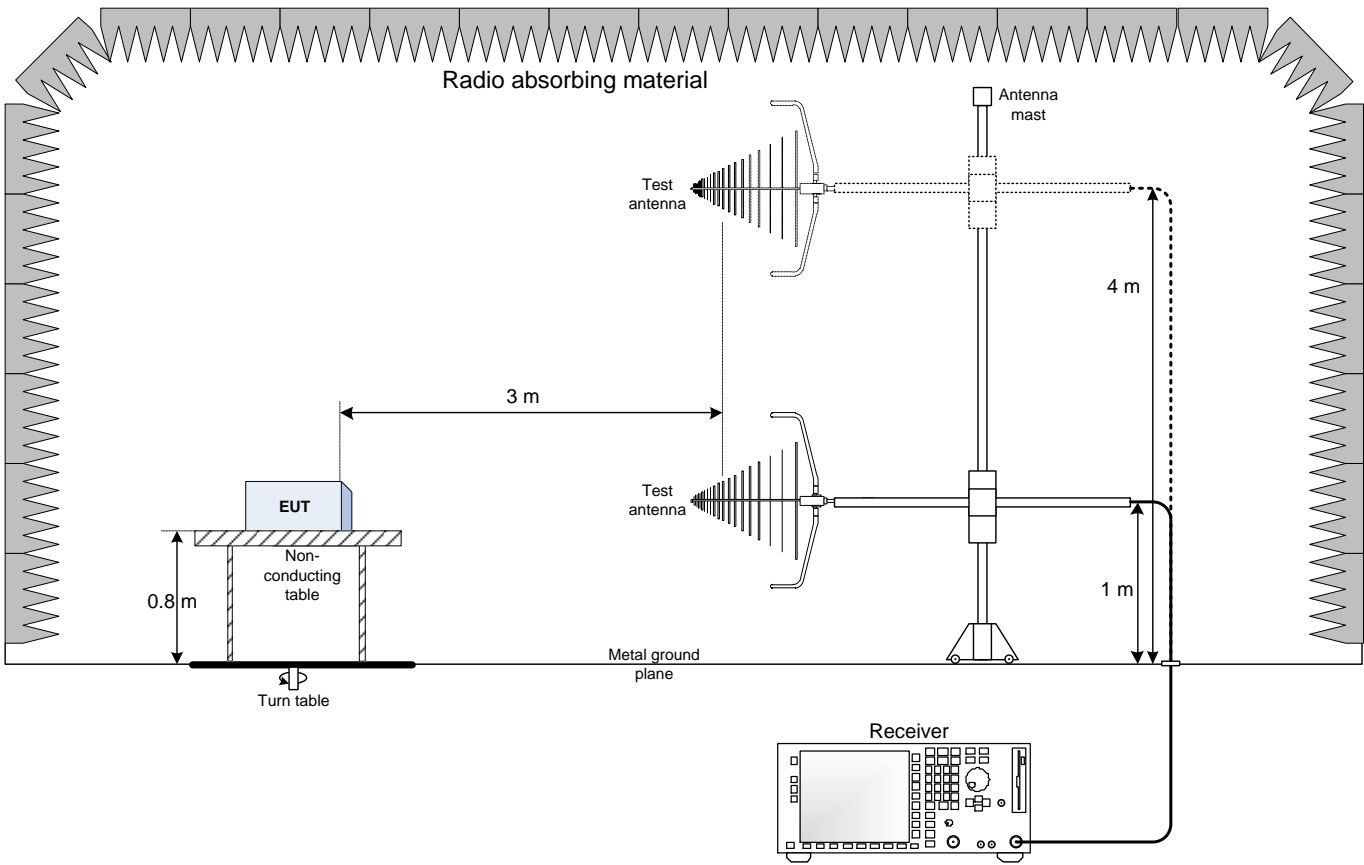 Radio absorbing material
Antenna
mast
Test
antenna
4 m
3 m
Test
antenna
EUT
Non-
conducting
table
0.8 m
1 m
Metal ground
plane
Turn table
Receiver